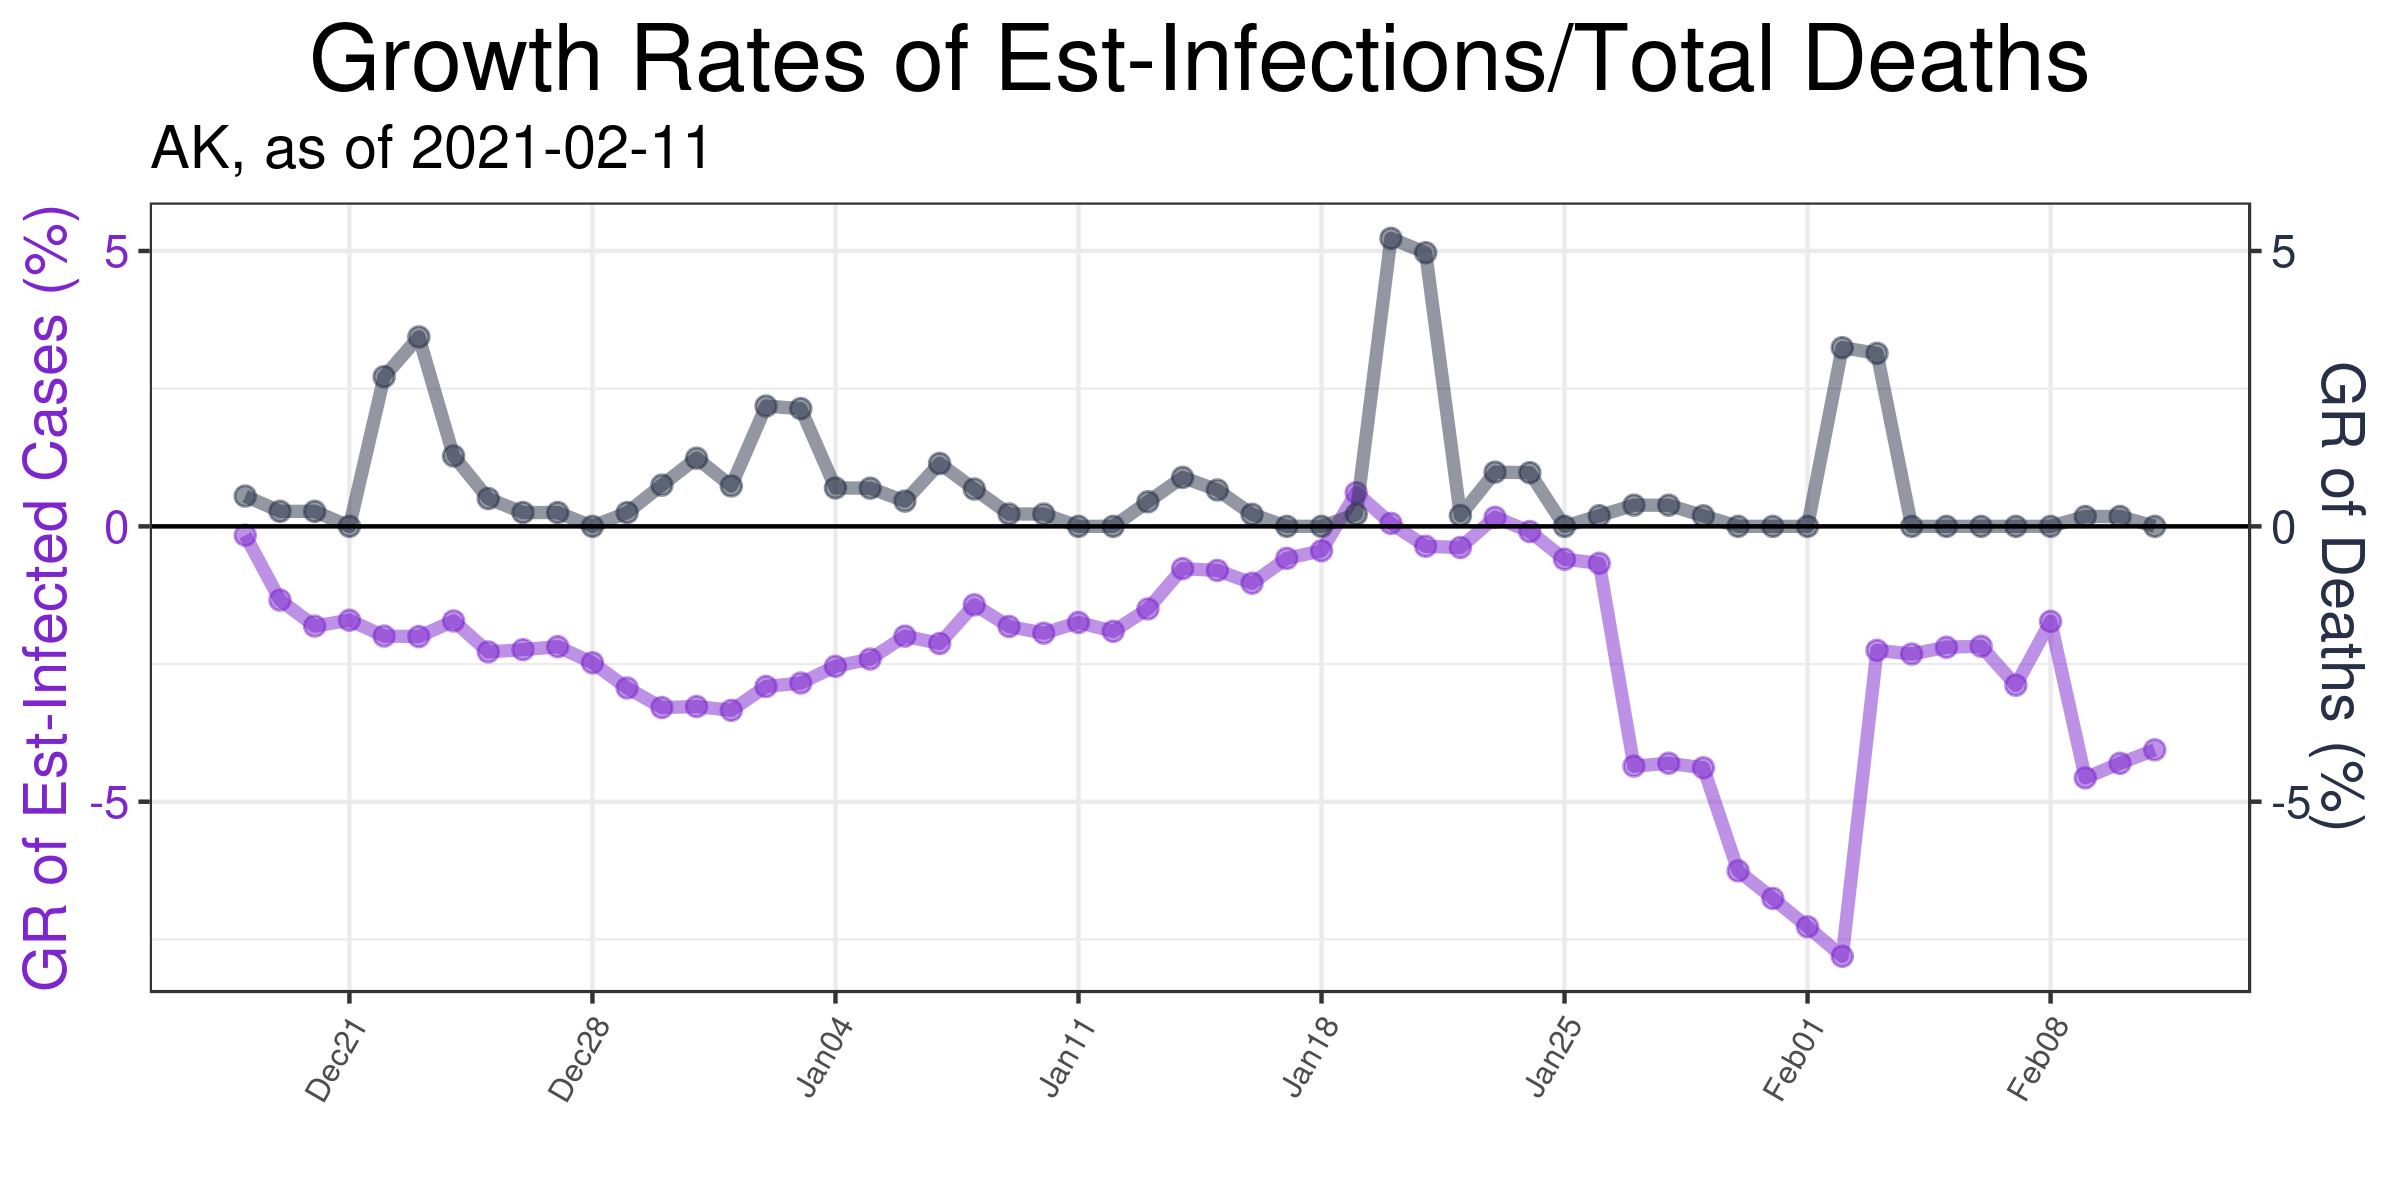 Growth Rates of Est-Infections/Total Deaths
AK, as of 2021-02-11
GR of Est-Infected Cases (%)
5
0
-5
5
0
-5
GR of Deaths (%)
Dec21
Dec28
Jan04
Jan11
Jan18
Jan25
Feb01
Feb08